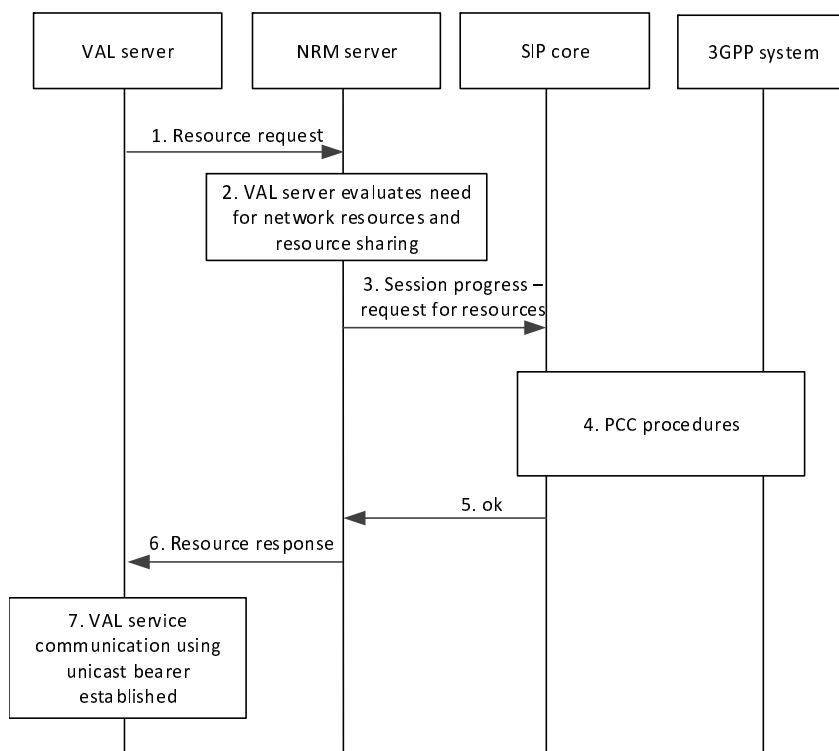 VAL server
NRM server
SIP core
3GPP system
1. Resource request
2. VAL server evaluates need
for network resources and
resource sharing
3. Session progress –
request for resources
4. PCC procedures
5. ok
6. Resource response
7. VAL service
communication using
unicast bearer
established